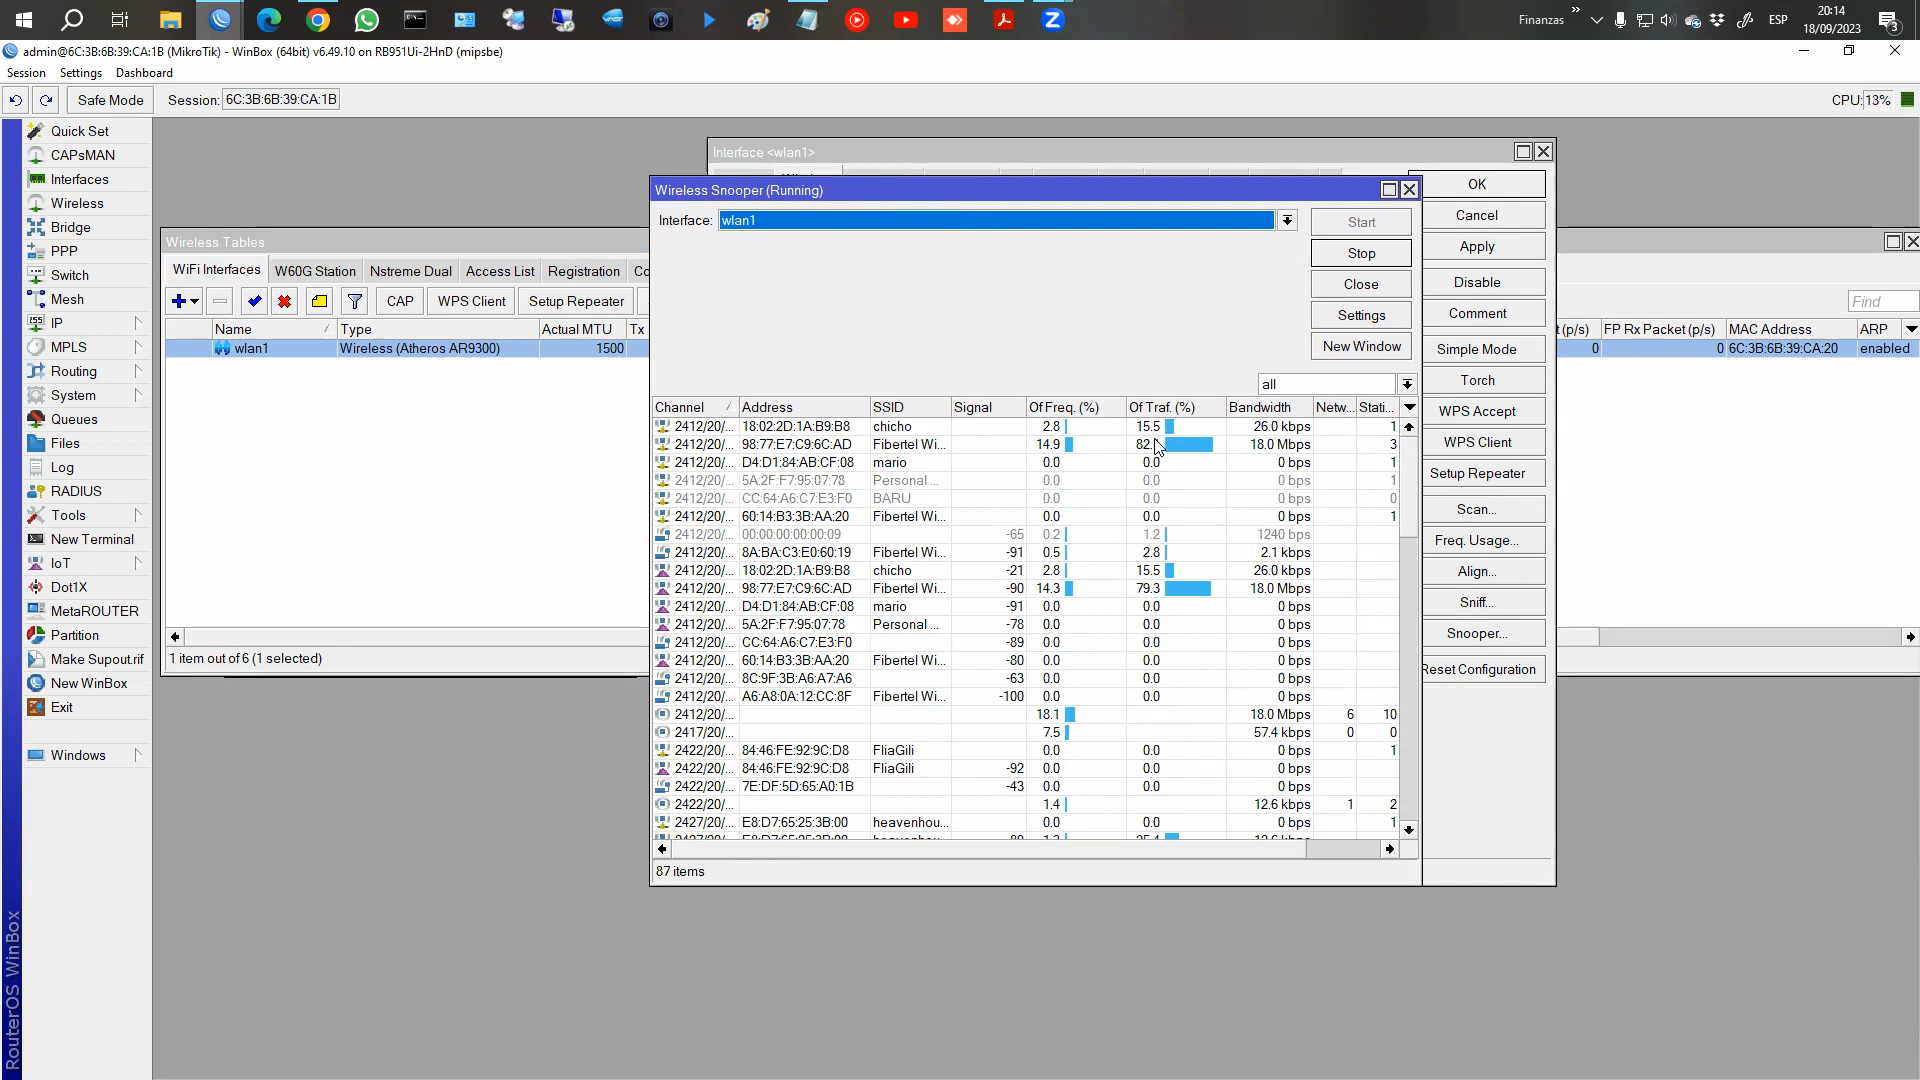 Finanzas
ESP
20:14
18/09/2023
3
admin@6C:3B:6B:39:CA:1B (MikroTik) - WinBox (64bit) v6.49.10 on RB951Ui-2HnD (mipsbe)
Session Settings Dashboard
Safe Mode Session: 6C:3B:6B:39:CA:1B CPU: 13%
Quick Set
CAPsMAN
Interfaces
Wireless
Bridge
PPP
Switch
Mesh
IP
MPLS
Routing
System
Queues
Files
Log
RADIUS
Tools
New Terminal
IoT
Dot1X
MetaROUTER
Partition
Make Supout.rif
New WinBox
Exit
Windows
RouterOS WinBox
Wireless Tables
WiFi Interfaces W60G Station Nstreme Dual Access List Registration Co
CAP WPS Client Setup Repeater
Name Type Actual MTU Tx
wlan1 Wireless (Atheros AR9300) 1500
1 item out of 6 (1 selected)
Interface <wlan1>
OK
Cancel
Apply
Disable
Comment
Simple Mode
Torch
WPS Accept
WPS Client
Setup Repeater
Scan...
Freq. Usage...
Align...
Sniff...
Snooper...
Reset Configuration
Wireless Snooper (Running)
Interface: wlan1
Start
Stop
Close
Settings
New Window
all
Channel Address SSID Signal Of Freq. (%) Of Traf. (%) Bandwidth Netw... Stati...
2412/20/... 18:02:2D:1A:B9:B8 chicho 2.8 15.5 26.0 kbps 1
2412/20/... 98:77:E7:C9:6C:AD Fibertel Wi... 14.9 82. 18.0 Mbps 3
2412/20/... D4:D1:84:AB:CF:08 mario 0.0 0.0 0 bps 1
2412/20/... 5A:2F:F7:95:07:78 Personal ... 0.0 0.0 0 bps 1
2412/20/... CC:64:A6:C7:E3:F0 BARU 0.0 0.0 0 bps 0
2412/20/... 60:14:B3:3B:AA:20 Fibertel Wi... 0.0 0.0 0 bps 1
2412/20/... 00:00:00:00:00:09 -65 0.2 1.2 1240 bps
2412/20/... 8A:BA:C3:E0:60:19 Fibertel Wi... -91 0.5 2.8 2.1 kbps
2412/20/... 18:02:2D:1A:B9:B8 chicho -21 2.8 15.5 26.0 kbps
2412/20/... 98:77:E7:C9:6C:AD Fibertel Wi... -90 14.3 79.3 18.0 Mbps
2412/20/... D4:D1:84:AB:CF:08 mario -91 0.0 0.0 0 bps
2412/20/... 5A:2F:F7:95:07:78 Personal ... -78 0.0 0.0 0 bps
2412/20/... CC:64:A6:C7:E3:F0 -89 0.0 0.0 0 bps
2412/20/... 60:14:B3:3B:AA:20 Fibertel Wi... -80 0.0 0.0 0 bps
2412/20/... 8C:9F:3B:A6:A7:A6 -63 0.0 0.0 0 bps
2412/20/... A6:A8:0A:12:CC:8F Fibertel Wi... -100 0.0 0.0 0 bps
2412/20/... 18.1 18.0 Mbps 6 10
2417/20/... 7.5 57.4 kbps 0 0
2422/20/... 84:46:FE:92:9C:D8 FliaGili 0.0 0.0 0 bps 1
2422/20/... 84:46:FE:92:9C:D8 FliaGili -92 0.0 0.0 0 bps
2422/20/... 7E:DF:5D:65:A0:1B -43 0.0 0.0 0 bps
2422/20/... 1.4 12.6 kbps 1 2
2427/20/... E8:D7:65:25:3B:00 heavenhou... 0.0 0.0 0 bps 1
87 items
Find
t (p/s) FP Rx Packet (p/s) MAC Address ARP
0 0 6C:3B:6B:39:CA:20 enabled